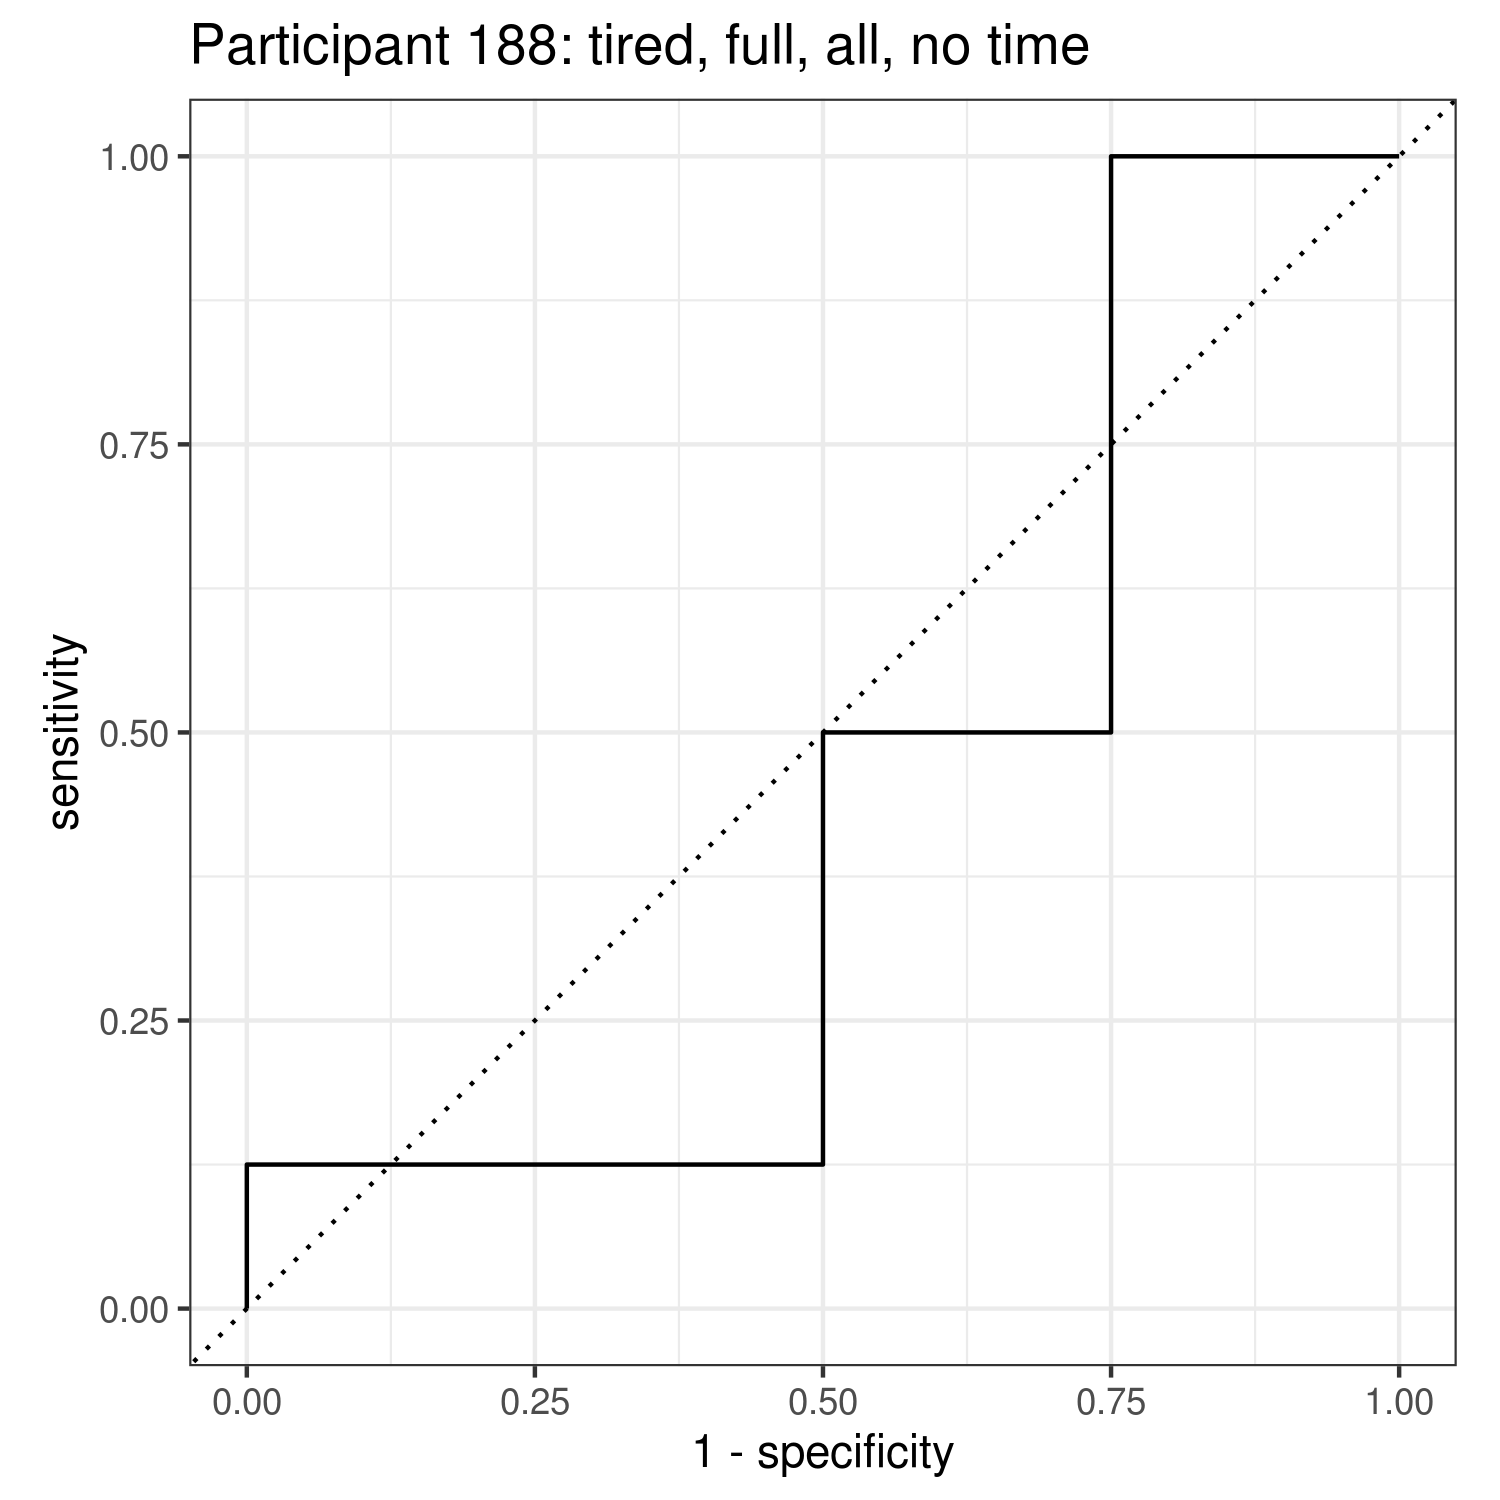 Participant 188: tired, full, all, no time
1.00
0.75
0.50
0.25
0.00
sensitivity
0.00 0.25 0.50 0.75 1.00
1 - specificity